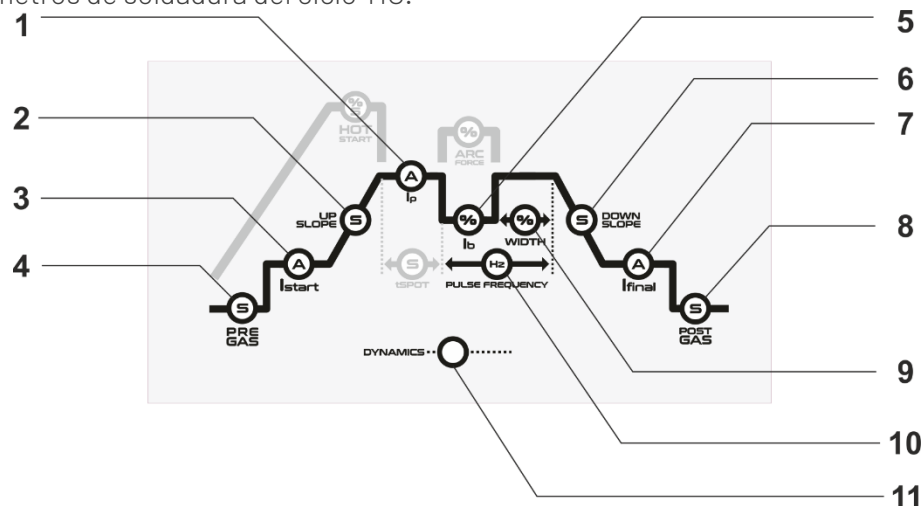 metros de soldadura del ciclo TIG.
1
5
%
S
HOT
START
6
2
%
ARC
FORCE
7
A
Ip
3
UP
SLOPE
S
%
Ib
%
WIDTH
S
DOWN
SLOPE
8
4
A
Istart
S
tSPOT
Hz
PULSE FREQUENCY
A
Ifinal
S
PRE
GAS
S
POST
GAS
DYNAMICS
9
10
11